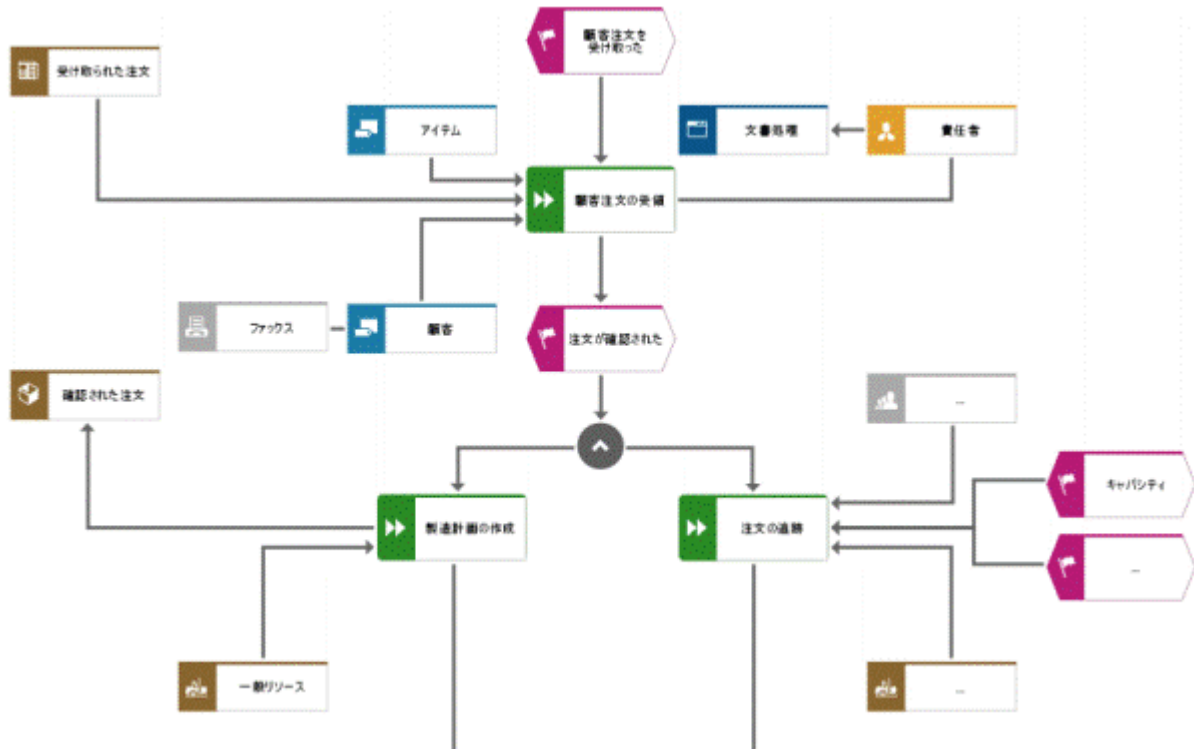 顧客注文を
受け取った
受け取られた注文
アイテム
文書処理
責任者
顧客注文の受領
ファックス
顧客
注文が確認された
確認された注文
...
キャパシティ
製造計画の作成
注文の追跡
...
一般リソース
...